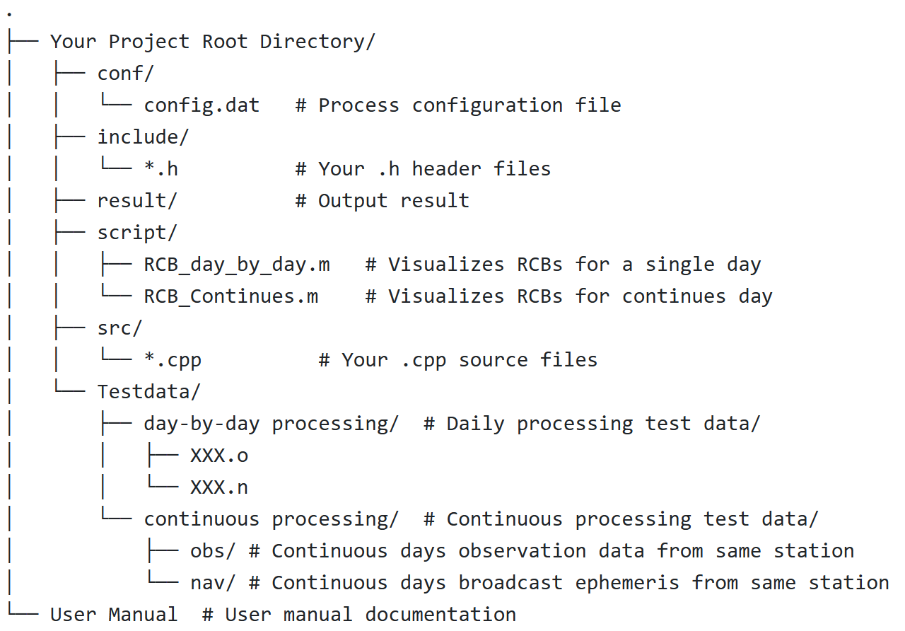 .
├── Your Project Root Directory/
│   ├── conf/
│   │   └── config.dat   # Process configuration file
│   ├── include/
│   │   └── *.h          # Your .h header files
│   ├── result/          # Output result
│   ├── script/
│   │   ├── RCB_day_by_day.m   # Visualizes RCBs for a single day
│   │   └── RCB_Continues.m    # Visualizes RCBs for continues day
│   ├── src/
│   │   └── *.cpp          # Your .cpp source files
│   └── Testdata/
│       ├── day-by-day processing/  # Daily processing test data/
│       │   ├── XXX.o
│       │   └── XXX.n
│       └── continuous processing/  # Continuous processing test data/
│           ├── obs/ # Continuous days observation data from same station
│           └── nav/ # Continuous days broadcast ephemeris from same station
└── User Manual  # User manual documentation